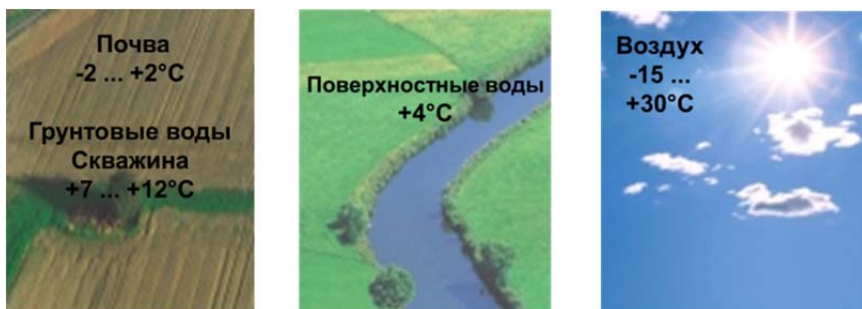 Почва
-2 ... +2°C
Грунтовые воды
Скважина
+7 ... +12°C
Поверхностные воды
+4°C
Воздух
-15 ...
+30°C